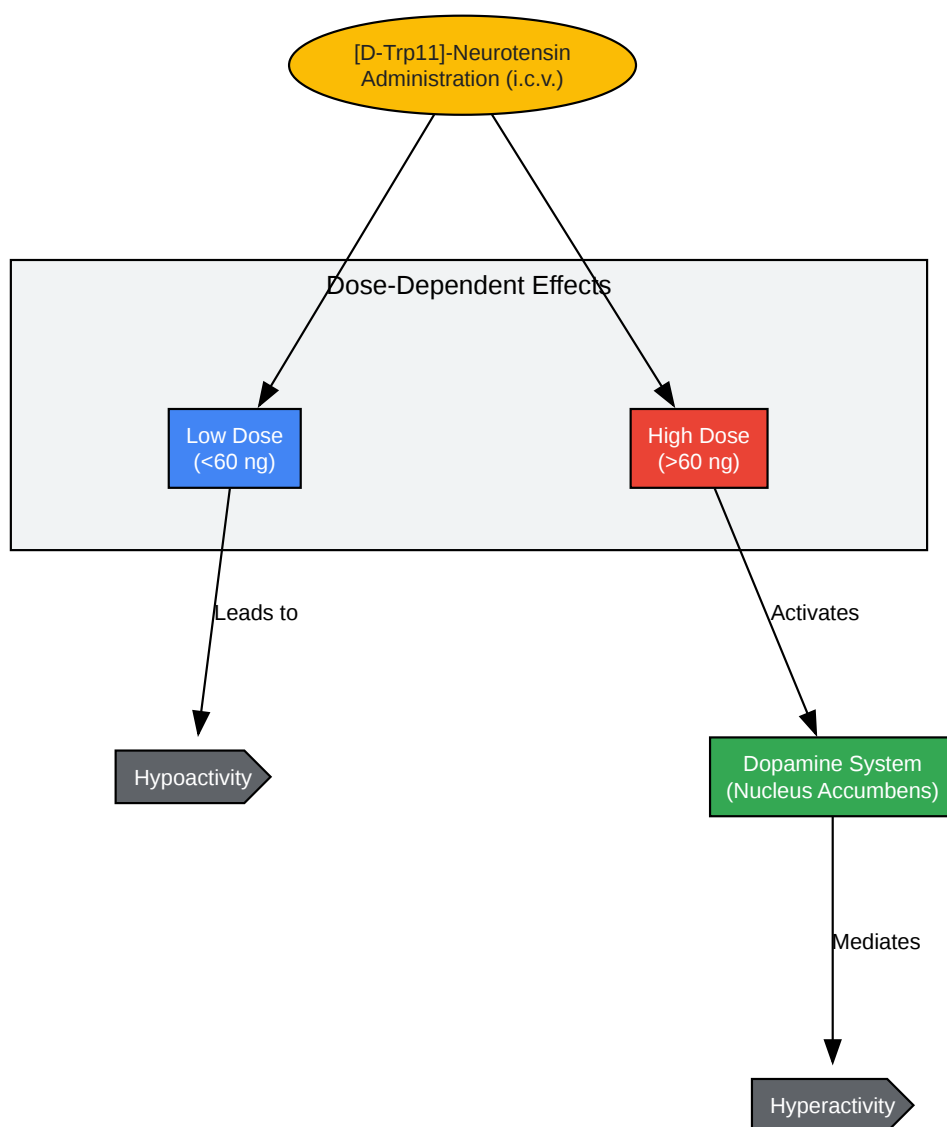 [D-Trp11]-Neurotensin
Administration (i.c.v.)
Dose-Dependent Effects
Low Dose
(<60 ng)
High Dose
(>60 ng)
Leads to
Activates
Hypoactivity
Dopamine System
(Nucleus Accumbens)
Mediates
Hyperactivity